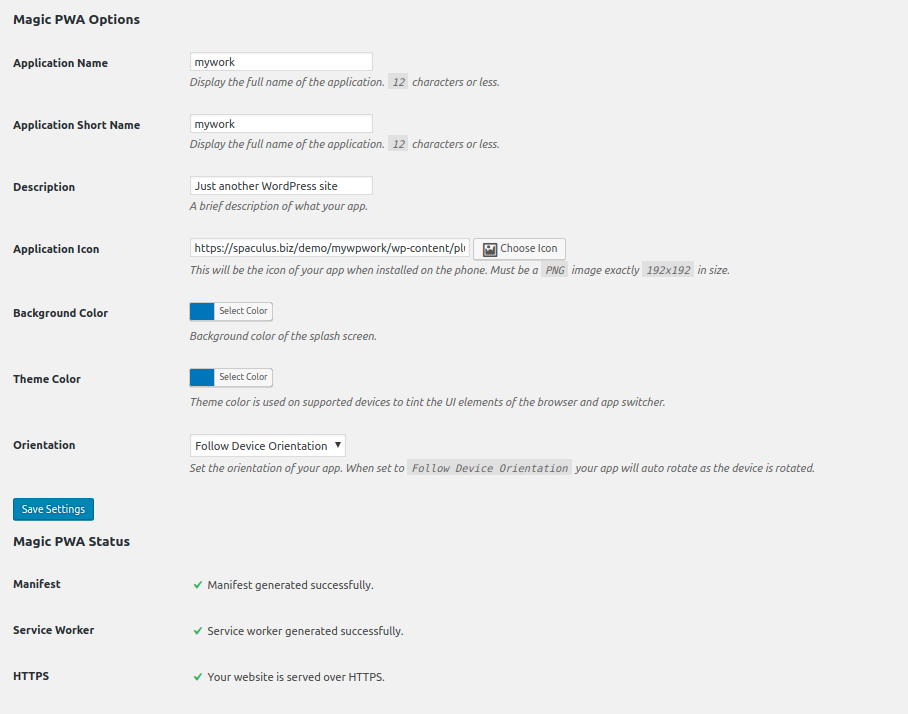 Magic PWA Options
Application Name
mywork
Display the full name of the application. 12 characters or less.
Application Short Name
mywork
Display the full name of the application. 12 characters or less.
Description
Just another WordPress site
A brief description of what your app.
Application Icon
https://spaculus.biz/demo/mywpwork/wp-content/plu Choose Icon
This will be the icon of your app when installed on the phone. Must be a PNG image exactly 192x192 in size.
Background Color
Select Color
Background color of the splash screen.
Theme Color
Select Color
Theme color is used on supported devices to tint the UI elements of the browser and app switcher.
Orientation
Follow Device Orientation
Set the orientation of your app. When set to Follow Device Orientation your app will auto rotate as the device is rotated.
Save Settings
Magic PWA Status
Manifest
Manifest generated successfully.
Service Worker
Service worker generated successfully.
HTTPS
Your website is served over HTTPS.